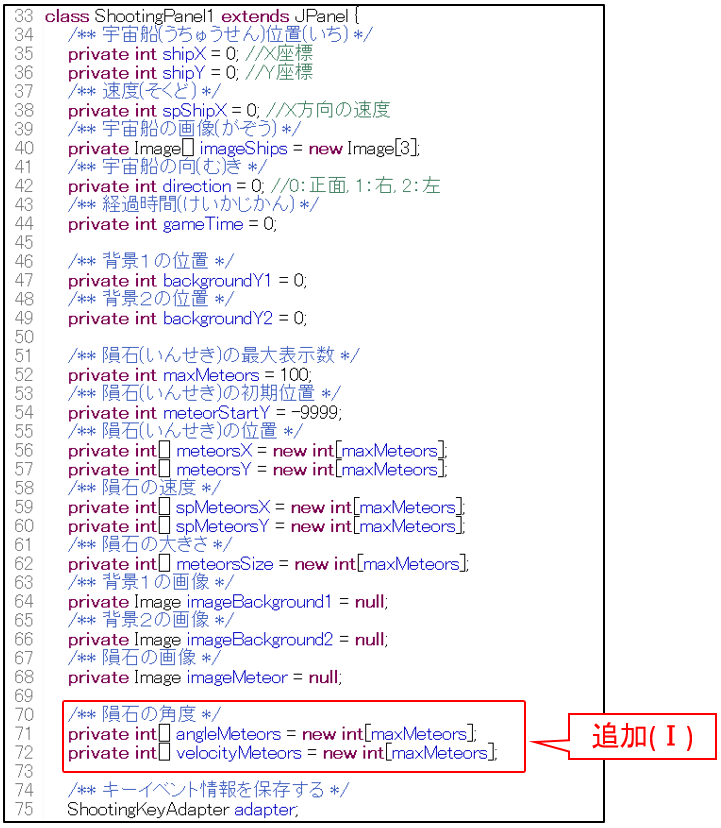 33 class ShootingPanel1 extends JPanel {
34 /** 宇宙船(うちゅうせん)位置(いち) */
35 private int shipX = 0; //X座標
36 private int shipY = 0; //Y座標
37 /** 速度(そくど) */
38 private int spShipX = 0; //X方向の速度
39 /** 宇宙船の画像(がぞう) */
40 private Image[] imageShips = new Image[3];
41 /** 宇宙船の向(む)き */
42 private int direction = 0; //0：正面, 1：右, 2：左
43 /** 経過時間(けいかじかん) */
44 private int gameTime = 0;
45
46 /** 背景１の位置 */
47 private int backgroundY1 = 0;
48 /** 背景２の位置 */
49 private int backgroundY2 = 0;
50
51 /** 隕石(いんせき)の最大表示数 */
52 private int maxMeteors = 100;
53 /** 隕石(いんせき)の初期位置 */
54 private int meteorStartY = -9999;
55 /** 隕石(いんせき)の位置 */
56 private int[] meteorsX = new int[maxMeteors];
57 private int[] meteorsY = new int[maxMeteors];
58 /** 隕石の速度 */
59 private int[] spMeteorsX = new int[maxMeteors];
60 private int[] spMeteorsY = new int[maxMeteors];
61 /** 隕石の大きさ */
62 private int[] meteorsSize = new int[maxMeteors];
63 /** 背景１の画像 */
64 private Image imageBackground1 = null;
65 /** 背景２の画像 */
66 private Image imageBackground2 = null;
67 /** 隕石の画像 */
68 private Image imageMeteor = null;
69
70 /** 隕石の角度 */
71 private int[] angleMeteors = new int[maxMeteors];
72 private int[] velocityMeteors = new int[maxMeteors];
追加(Ⅰ)
73
74 /** キーイベント情報を保存する */
75 ShootingKeyAdapter adapter;